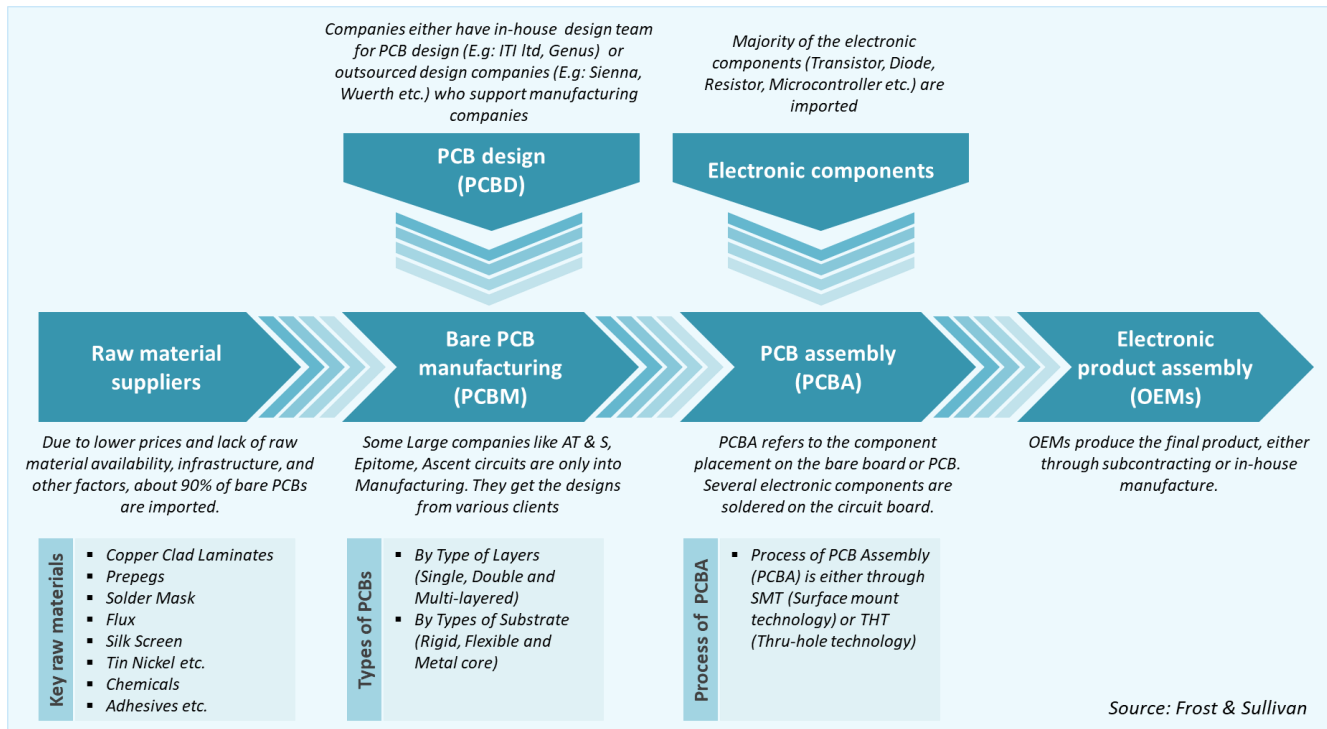 Companies either have in-house design team
for PCB design (E.g: ITI ltd, Genus) or
outsourced design companies (E.g: Sienna,
Wuerth etc.) who support manufacturing
companies
Majority of the electronic
components (Transistor, Diode,
Resistor, Microcontroller etc.) are
imported
PCB design
(PCBD)
Electronic components
Raw material
suppliers
Bare PCB
manufacturing
(PCBM)
PCB assembly
(PCBA)
Electronic
product assembly
(OEMs)
Due to lower prices and lack of raw
material availability, infrastructure, and
other factors, about 90% of bare PCBs
are imported.
Some Large companies like AT & S,
Epitome, Ascent circuits are only into
Manufacturing. They get the designs
from various clients
PCBA refers to the component
placement on the bare board or PCB.
Several electronic components are
soldered on the circuit board.
OEMs produce the final product, either
through subcontracting or in-house
manufacture.
Key raw materials
▪ Copper Clad Laminates
▪ Prepegs
▪ Solder Mask
▪ Flux
▪ Silk Screen
▪ Tin Nickel etc.
▪ Chemicals
▪ Adhesives etc.
Types of PCBs
▪ By Type of Layers
(Single, Double and
Multi-layered)
▪ By Types of Substrate
(Rigid, Flexible and
Metal core)
Process of PCBA
▪ Process of PCB Assembly
(PCBA) is either through
SMT (Surface mount
technology) or THT
(Thru-hole technology)
Source: Frost & Sullivan